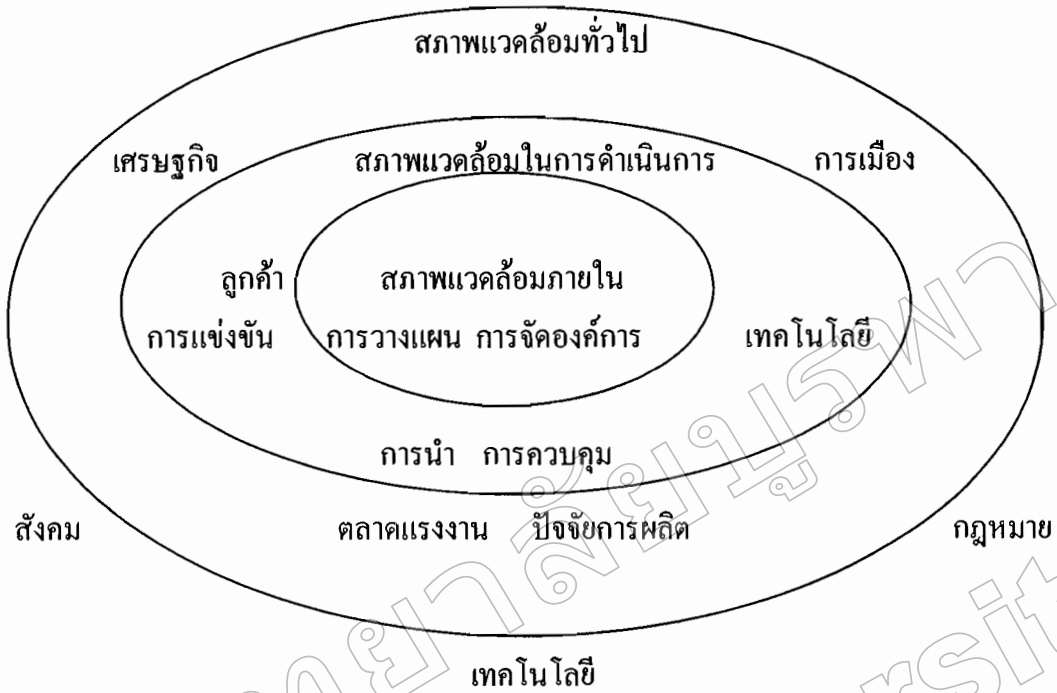 สภาพแวดล้อมทั่วไป
เศรษฐกิจ สภาพแวดล้อมในการดำเนินการ การเมือง
ลูกค้า สภาพแวดล้อมภายใน
การแข่งขัน การวางแผน การจัดองค์การ เทคโนโลยี
การนำ การควบคุม
สังคม ตลาดแรงงาน ปัจจัยการผลิต กฎหมาย
เทคโนโลยี